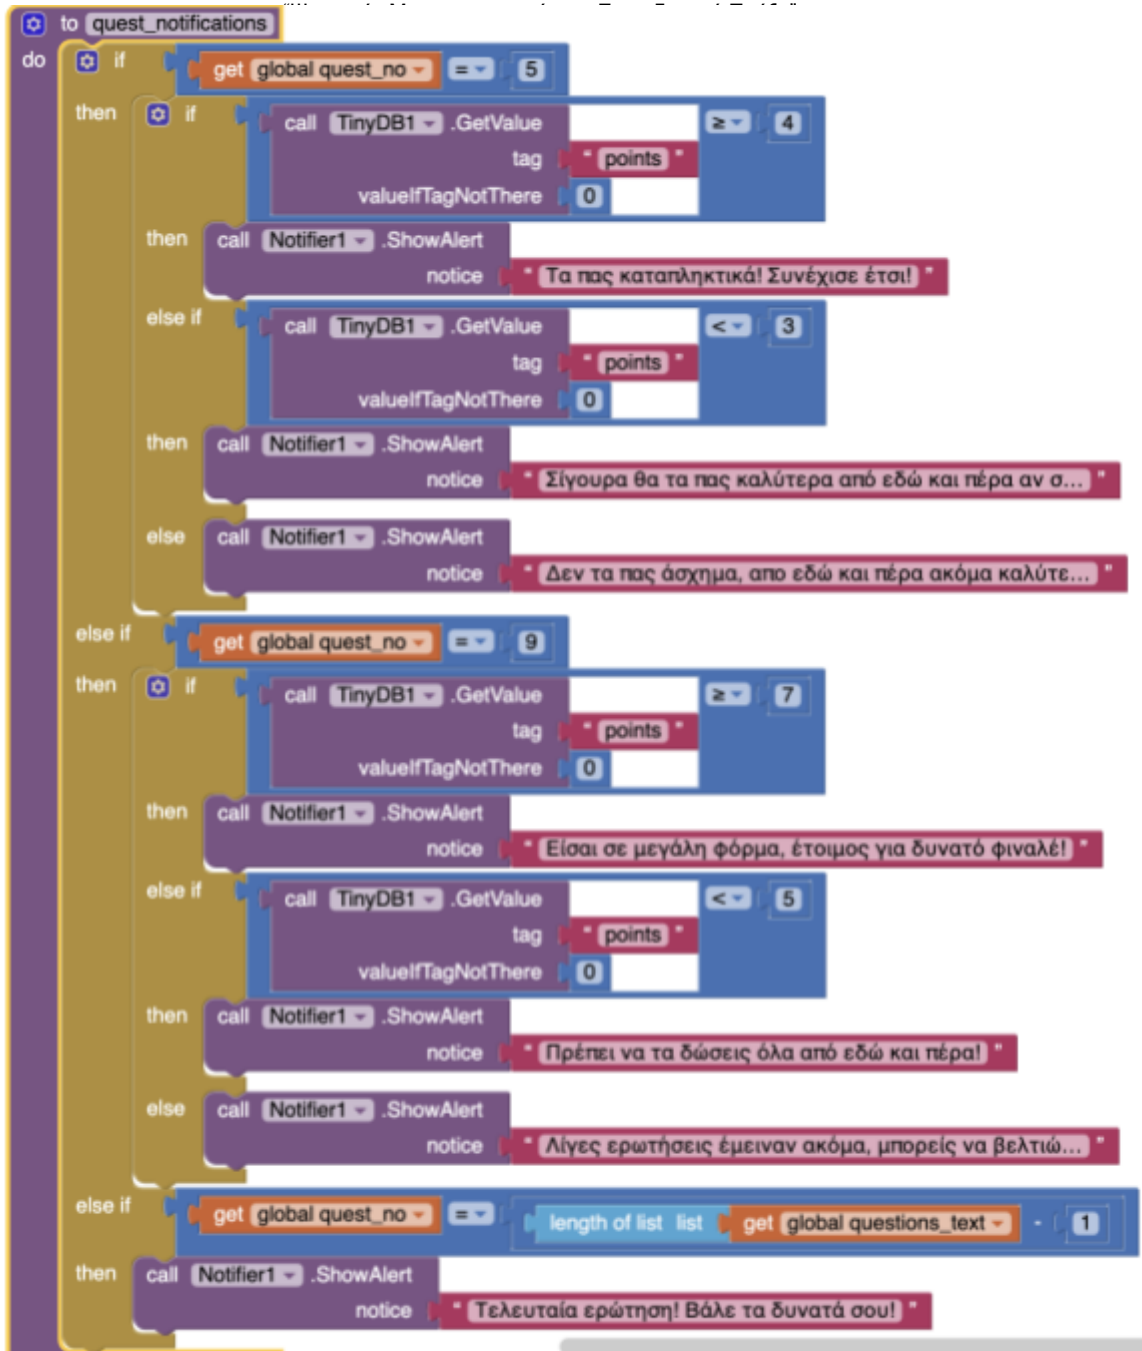 to quest_notifications
do if get global quest_no = 5
then if call TinyDB1 .GetValue ≥ 4
tag " points "
valueIfTagNotThere 0
then call Notifier1 .ShowAlert
notice " Τα πας καταπληκτικά! Συνέχισε έτσι! "
else if call TinyDB1 .GetValue < 3
tag " points "
valueIfTagNotThere 0
then call Notifier1 .ShowAlert
notice " Σίγουρα θα τα πας καλύτερα από εδώ και πέρα αν σ... "
else call Notifier1 .ShowAlert
notice " Δεν τα πας άσχημα, απο εδώ και πέρα ακόμα καλύτε... "
else if get global quest_no = 9
then if call TinyDB1 .GetValue ≥ 7
tag " points "
valueIfTagNotThere 0
then call Notifier1 .ShowAlert
notice " Είσαι σε μεγάλη φόρμα, έτοιμος για δυνατό φιναλέ! "
else if call TinyDB1 .GetValue < 5
tag " points "
valueIfTagNotThere 0
then call Notifier1 .ShowAlert
notice " Πρέπει να τα δώσεις όλα από εδώ και πέρα! "
else call Notifier1 .ShowAlert
notice " Λίγες ερωτήσεις έμειναν ακόμα, μπορείς να βελτιώ... "
else if get global quest_no = length of list list get global questions_text - 1
then call Notifier1 .ShowAlert
notice " Τελευταία ερώτηση! Βάλε τα δυνατά σου! "